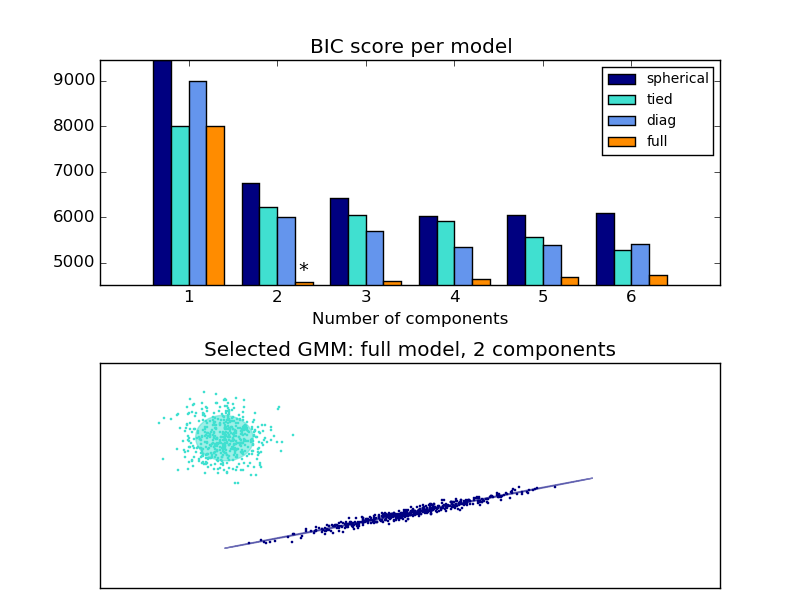 BIC score per model
9000
8000
7000
6000
5000
spherical
tied
diag
full
*
1 2 3 4 5 6
Number of components
Selected GMM: full model, 2 components